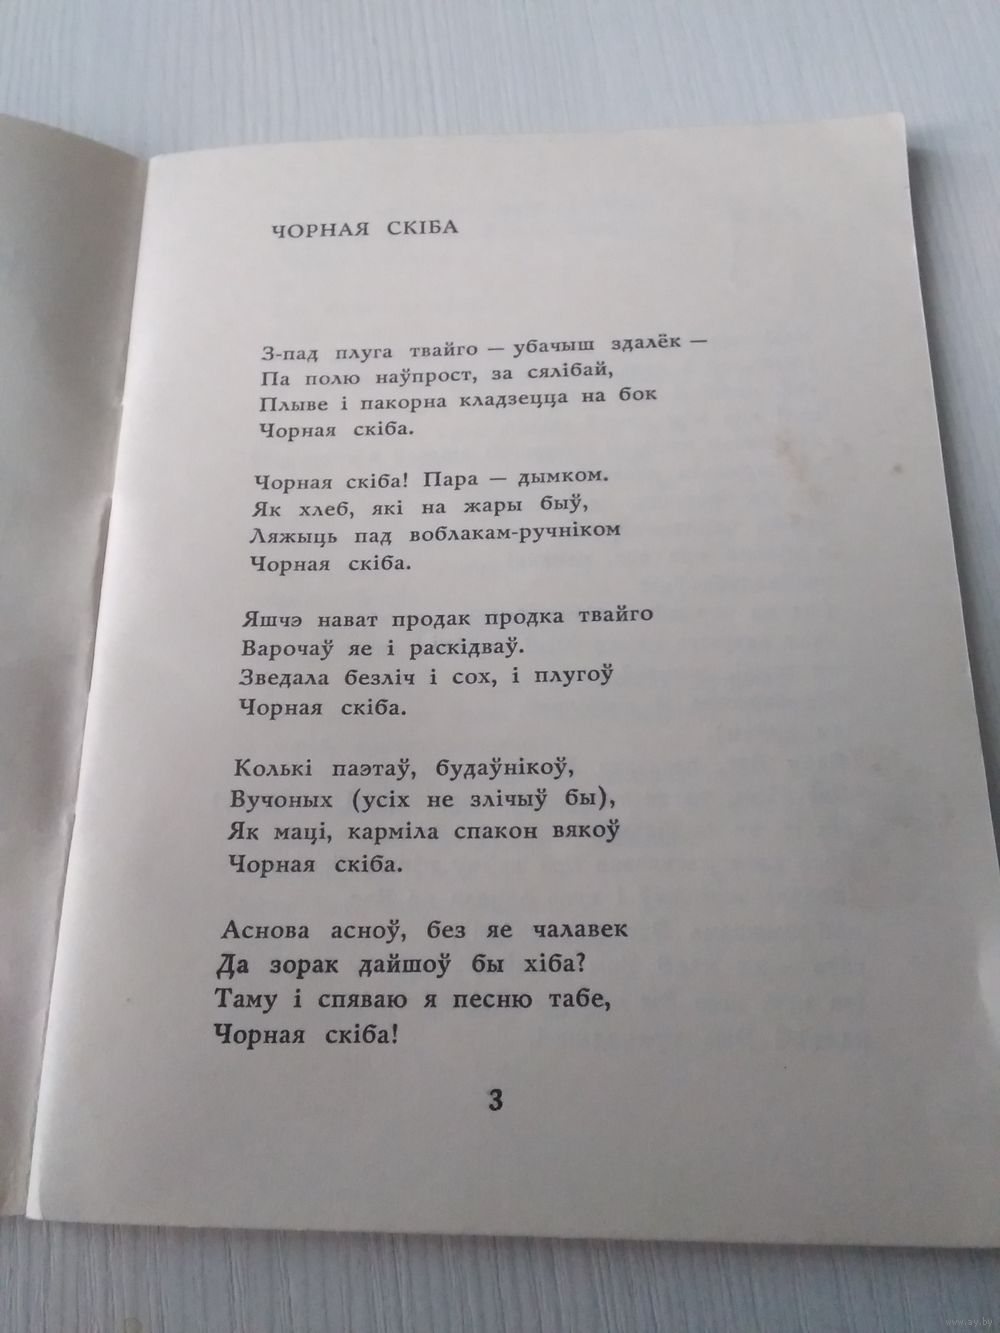 ЧОРНАЯ СКІБА
З-пад плуга твайго — убачыш здалёк —
Па полю наўпрост, за сялібай,
Плыве і пакорна кладзецца на бок
Чорная скіба.
Чорная скіба! Пара — дымком.
Як хлеб, які на жары быў,
Ляжыць пад воблакам-ручніком
Чорная скіба.
Яшчэ нават продак продка твайго
Варочаў яе і раскідваў.
Зведала безліч і сох, і плугоў
Чорная скіба.
Колькі паэтаў, будаўнікоў,
Вучоных (усіх не злічыў бы),
Як маці, карміла спакон вякоў
Чорная скіба.
Аснова асноў, без яе чалавек
Да зорак дайшоў бы хіба?
Таму і спяваю я песню табе,
Чорная скіба!
3
www.ay.by